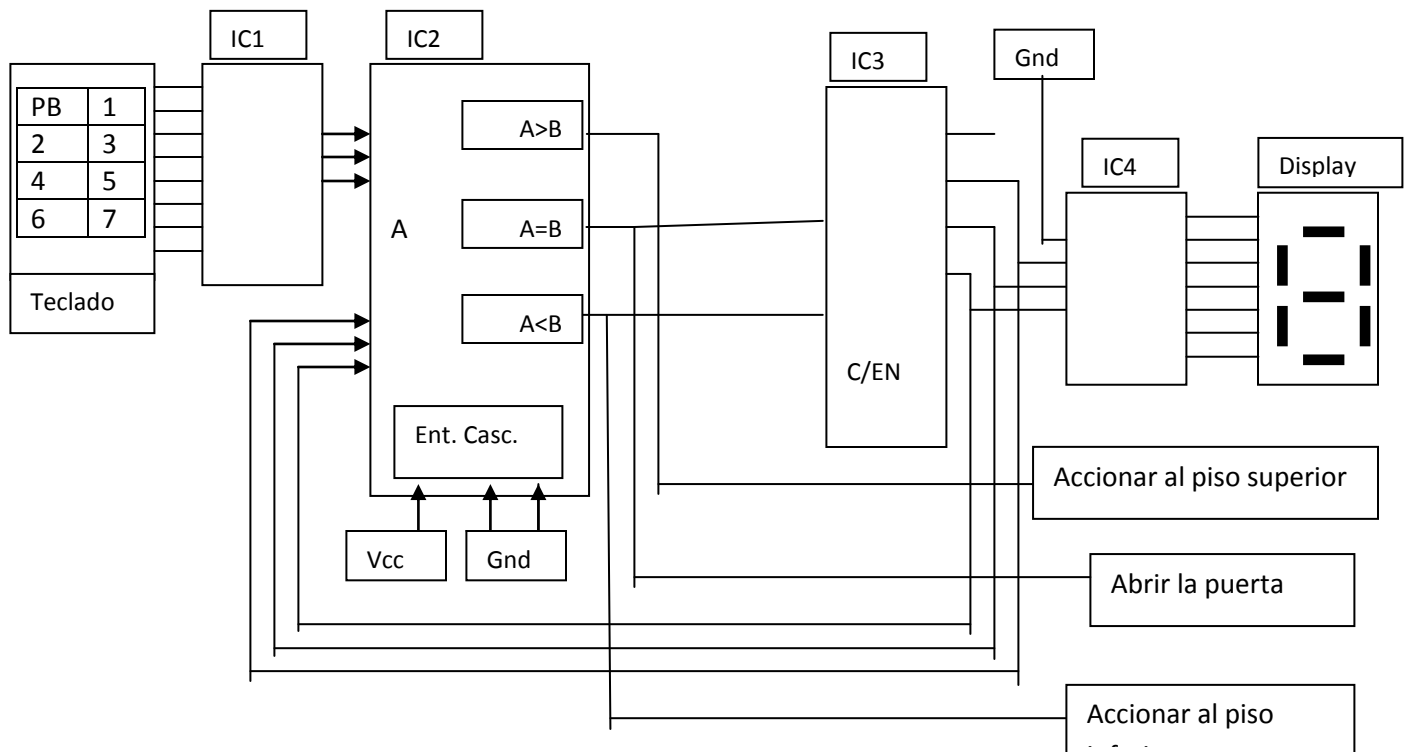 IC1
IC2
IC3
Gnd
PB 1
2 3
4 5
6 7
Teclado
A
A>B
A=B
A<B
Ent. Casc.
Vcc
Gnd
C/EN
IC4
Display
Accionar al piso superior
Abrir la puerta
Accionar al piso